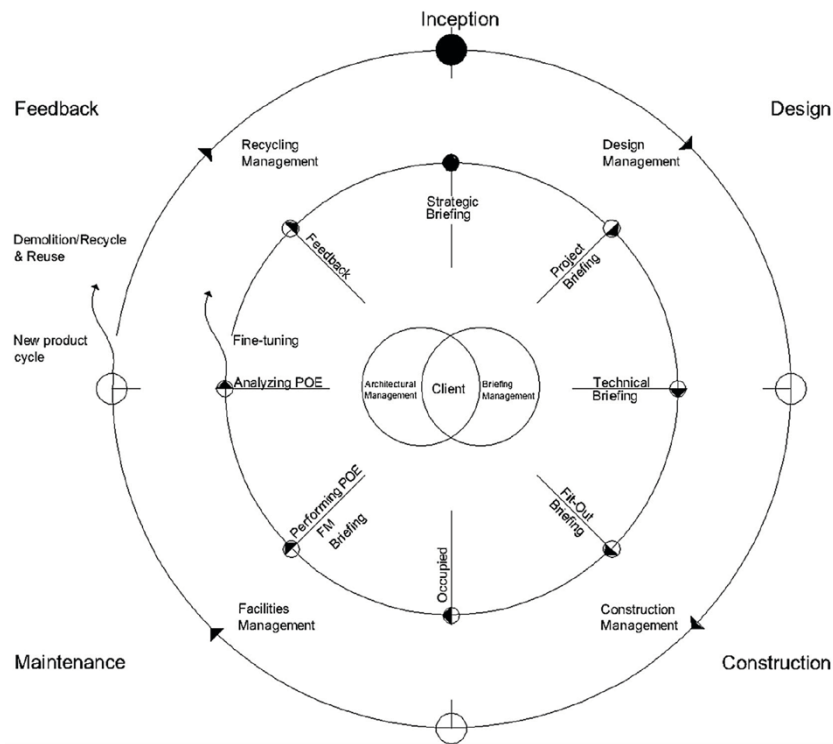 Inception
Feedback
Design
Recycling
Management
Design
Management
Strategic
Briefing
Feedback
Project
Briefing
Demolition/Recycle
& Reuse
New product
cycle
Fine-tuning
Analyzing POE
Architectural
Management
Client
Briefing
Management
Technical
Briefing
Performing POE
FM
Briefing
Fit-Out
Briefing
Occupied
Facilities
Management
Construction
Management
Maintenance
Construction